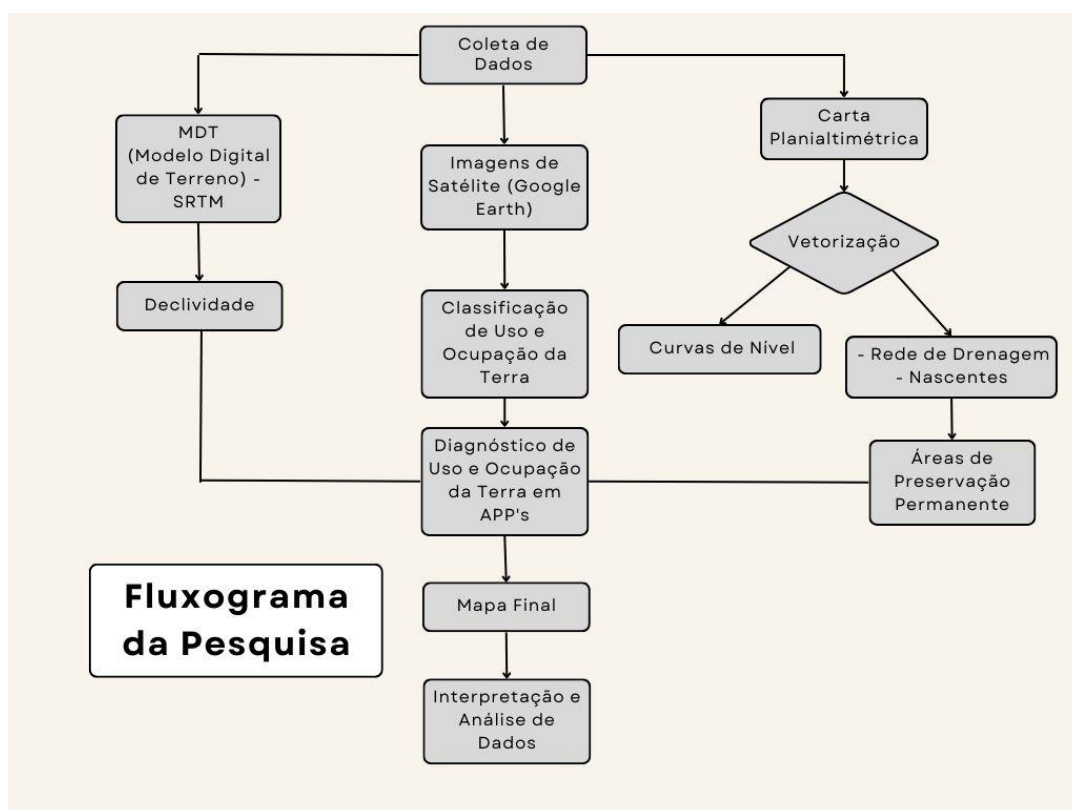 Coleta de
Dados
MDT
(Modelo Digital
de Terreno) -
SRTM
Imagens de
Satélite (Google
Earth)
Carta
Planialtimétrica
Vetorização
Declividade
Classificação
de Uso e
Ocupação da
Terra
Curvas de Nível
- Rede de Drenagem
- Nascentes
Diagnóstico de
Uso e Ocupação
da Terra em
APP's
Áreas de
Preservação
Permanente
Fluxograma
da Pesquisa
Mapa Final
Interpretação e
Análise de
Dados